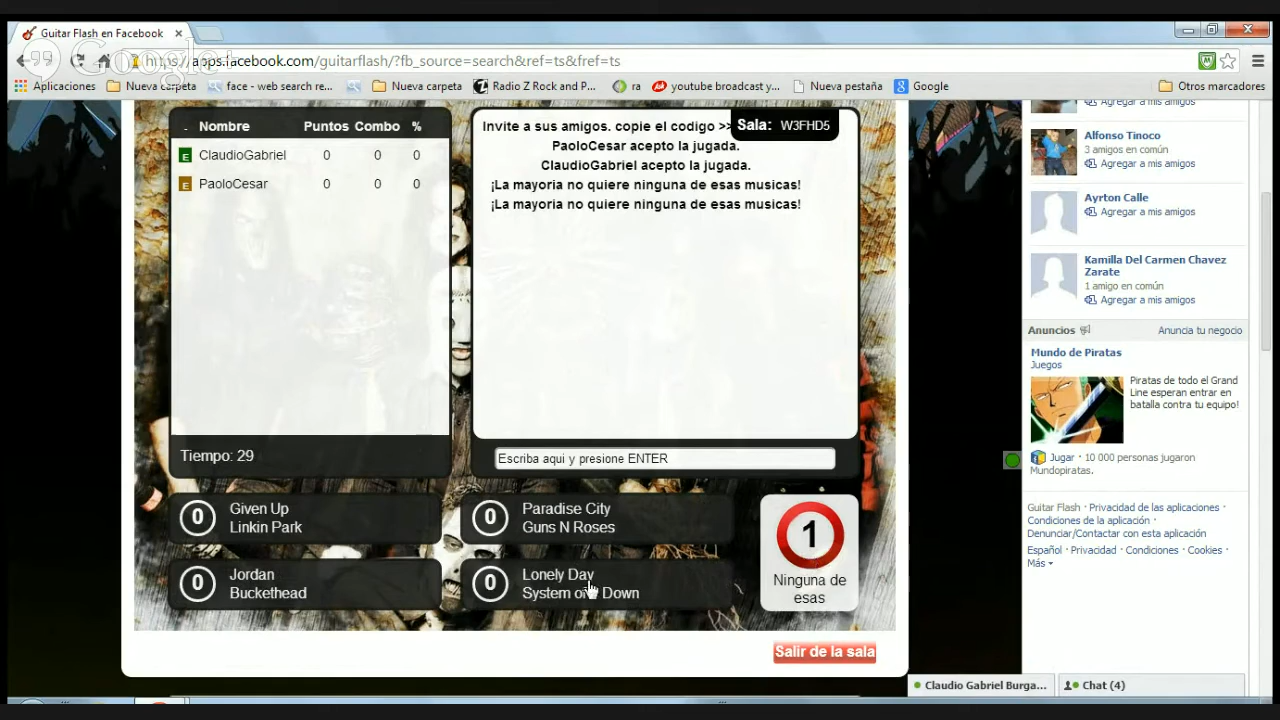 Guitar Flash en Facebook
Google+
https://apps.facebook.com/guitarflash/?fb_source=search&ref=ts&fref=ts
Aplicaciones
Nueva carpeta
face - web search re...
Nueva carpeta
Radio Z Rock and P...
ra
youtube broadcast y...
Nueva pestaña
Google
Otros marcadores
Nombre Puntos Combo %
E ClaudioGabriel 0 0 0
E PaoloCesar 0 0 0
Tiempo: 29
Invite a sus amigos. copie el codigo >>
Sala: W3FHD5
PaoloCesar acepto la jugada.
ClaudioGabriel acepto la jugada.
¡La mayoria no quiere ninguna de esas musicas!
¡La mayoria no quiere ninguna de esas musicas!
Escriba aqui y presione ENTER
0 Given Up
Linkin Park
0 Paradise City
Guns N Roses
0 Jordan
Buckethead
0 Lonely Day
System of Down
1
Ninguna de
esas
Salir de la sala
Agregar a mis amigos
Alfonso Tinoco
3 amigos en común
Agregar a mis amigos
Ayrton Calle
Agregar a mis amigos
Kamilla Del Carmen Chavez
Zarate
1 amigo en común
Agregar a mis amigos
Anuncios
Anuncia tu negocio
Mundo de Piratas
Juegos
Piratas de todo el Grand
Line esperan entrar en
batalla contra tu equipo!
Jugar · 10 000 personas jugaron
Mundopiratas.
Guitar Flash · Privacidad de las aplicaciones ·
Condiciones de la aplicación ·
Denunciar/Contactar con esta aplicación
Español · Privacidad · Condiciones · Cookies ·
Más
Claudio Gabriel Burga...
Chat (4)